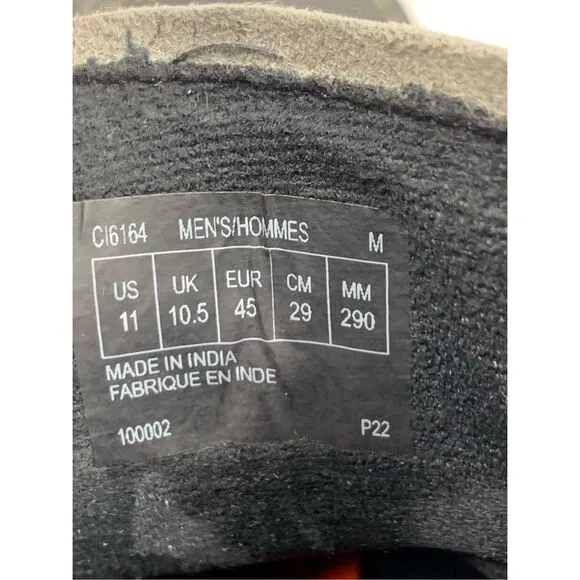 CI6164 MEN'S/HOMMES M
US UK EUR CM MM
11 10.5 45 29 290
MADE IN INDIA
FABRIQUE EN INDE
100002 P22